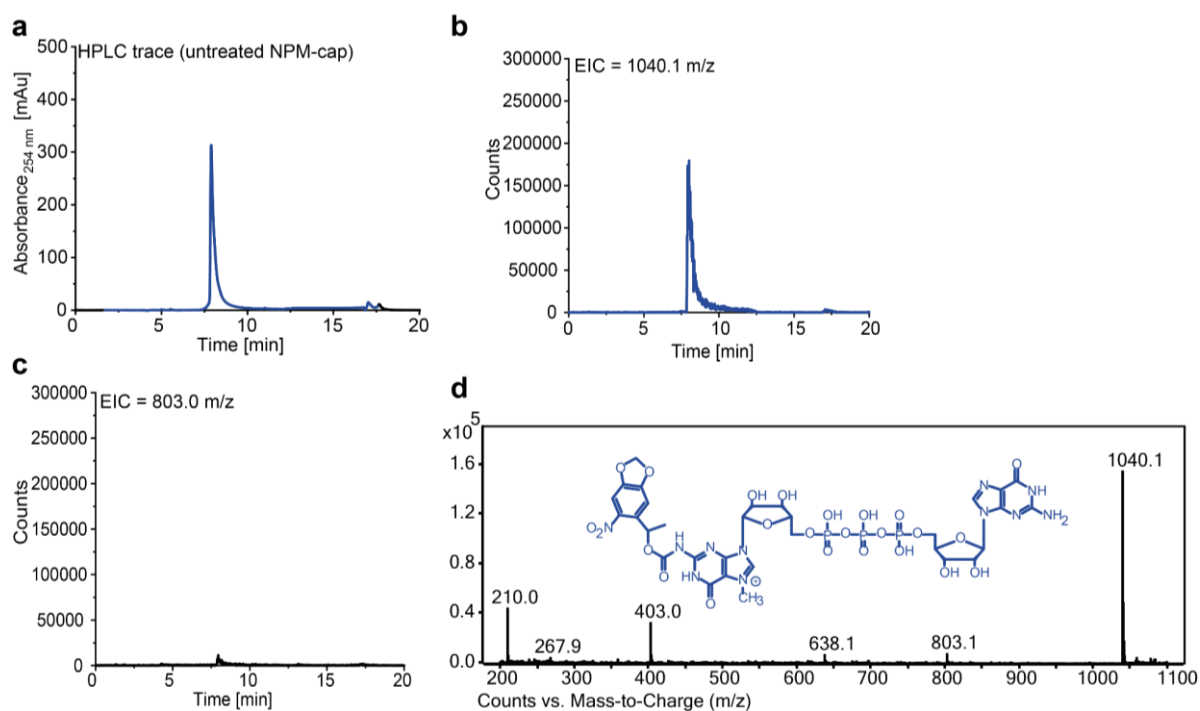 a
HPLC trace (untreated NPM-cap)
500
400
300
200
100
0
Absorbance254 nm [mAu]
0 5 10 15 20
Time [min]
b
EIC = 1040.1 m/z
300000
250000
200000
150000
100000
50000
0
Counts
0 5 10 15 20
Time [min]
c
EIC = 803.0 m/z
300000
250000
200000
150000
100000
50000
0
Counts
0 5 10 15 20
Time [min]
d
x10 5
1.6
1.2
0.8
0.4
0.0
210.0
267.9
403.0
638.1
803.1
1040.1
O O
O2N
O
O
H
N
HN
N
O
N
N ⊕
CH3
OH OH
O
O
OH OH O
P O P O P O
O O OH
O
OH OH
O
N NH
N N NH2
200 300 400 500 600 700 800 900 1000 1100
Counts vs. Mass-to-Charge (m/z)